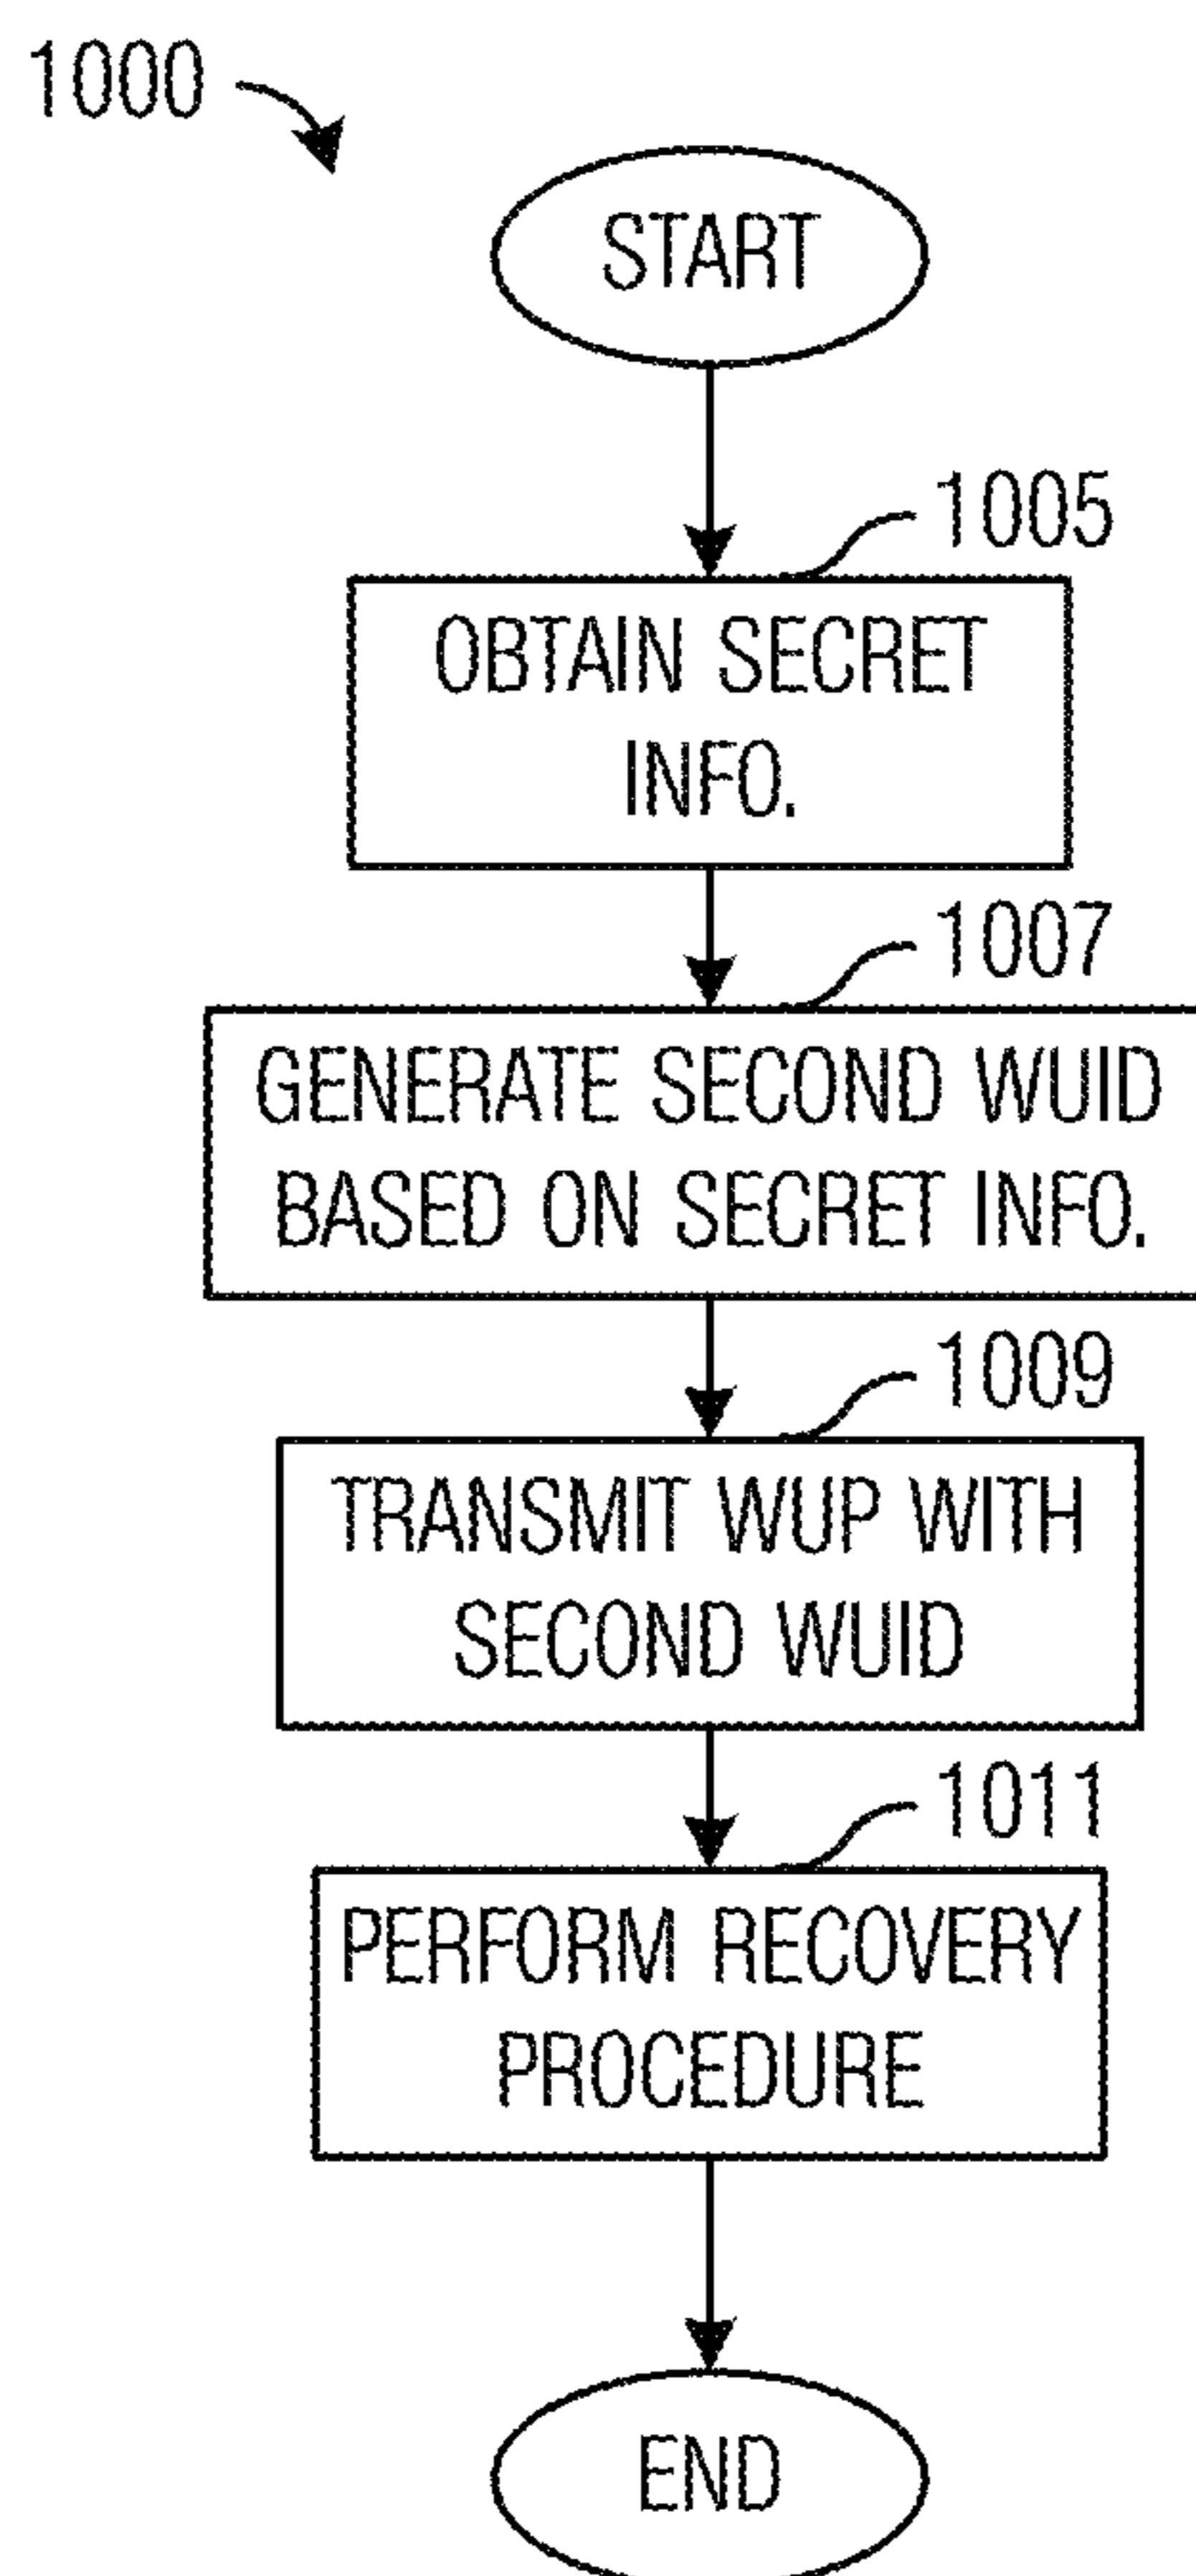 1000
START
1005
OBTAIN SECRET
INFO.
1007
GENERATE SECOND WUID
BASED ON SECRET INFO.
1009
TRANSMIT WUP WITH
SECOND WUID
1011
PERFORM RECOVERY
PROCEDURE
END